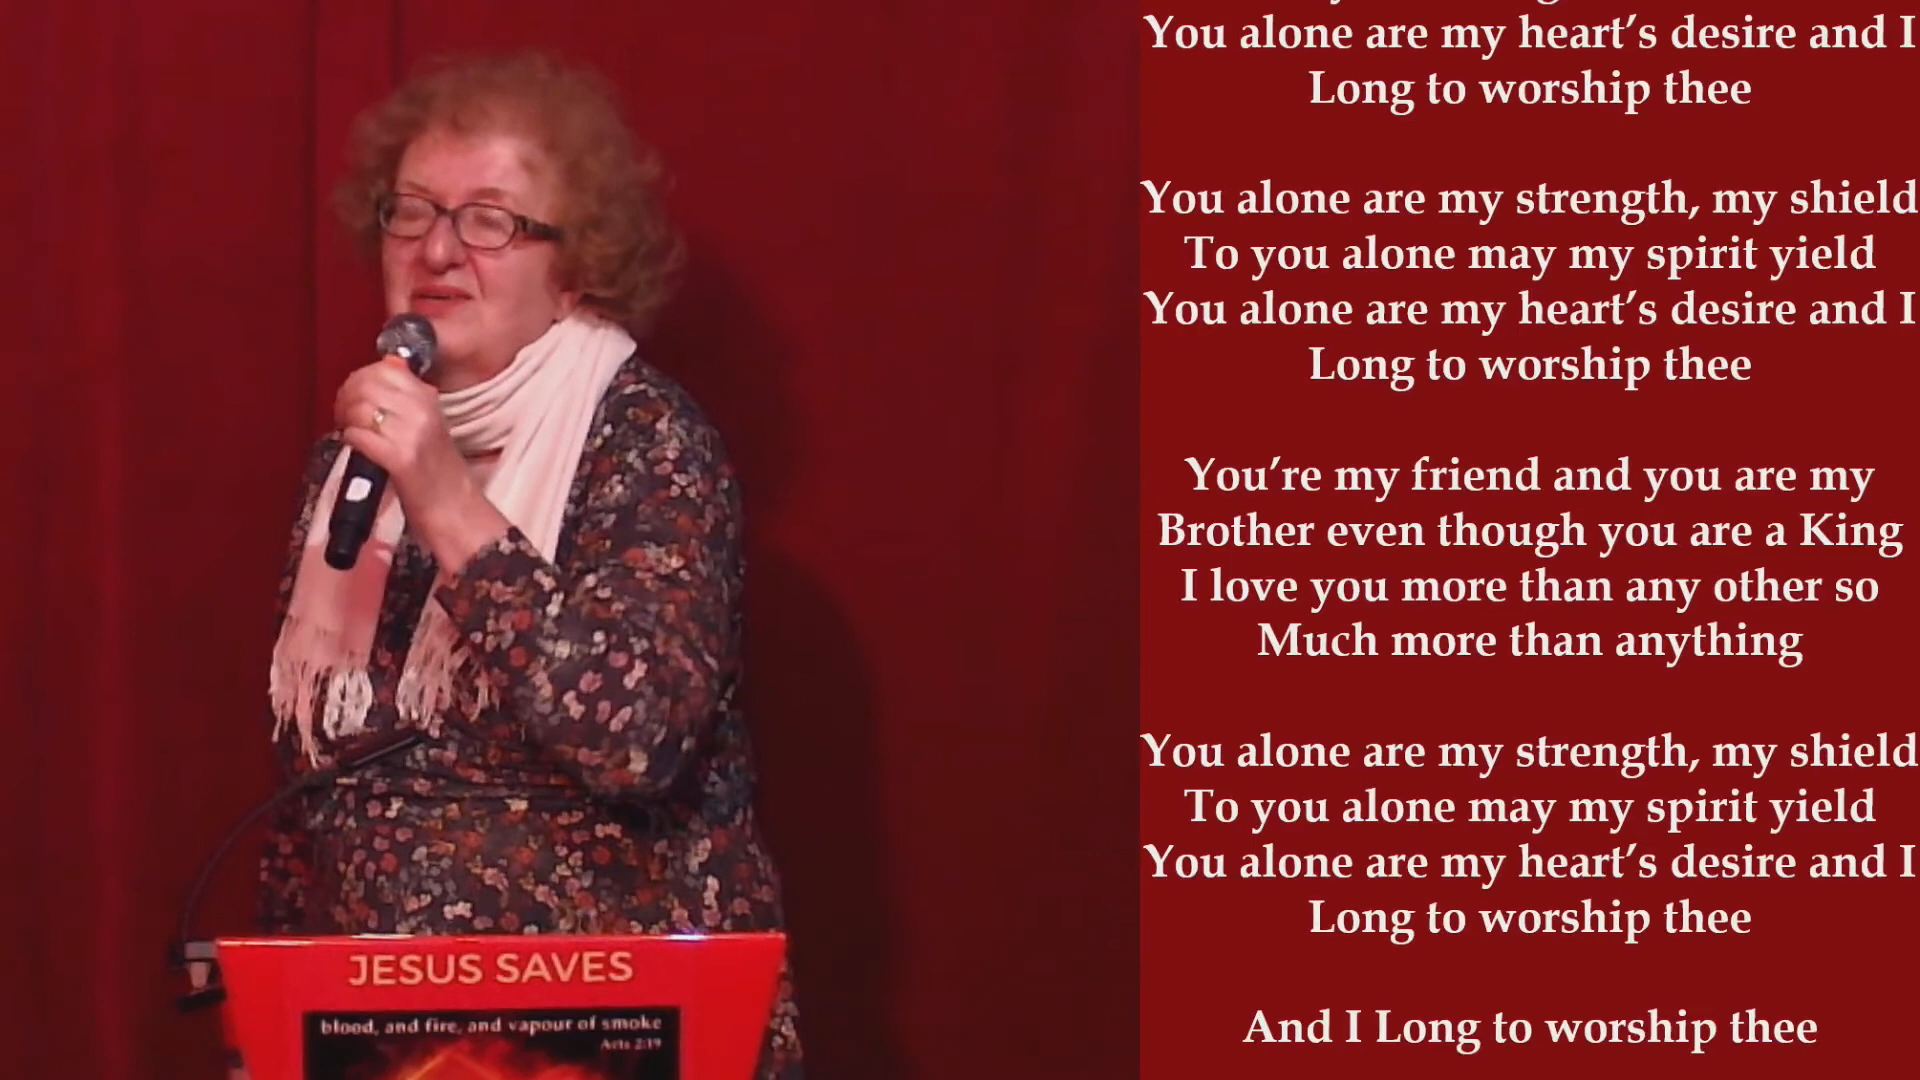 You alone are my heart’s desire and I
Long to worship thee
You alone are my strength, my shield
To you alone may my spirit yield
You alone are my heart’s desire and I
Long to worship thee
You’re my friend and you are my
Brother even though you are a King
I love you more than any other so
Much more than anything
You alone are my strength, my shield
To you alone may my spirit yield
You alone are my heart’s desire and I
Long to worship thee
And I Long to worship thee
JESUS SAVES
blood, and fire, and vapour of smoke
Acts 2:19